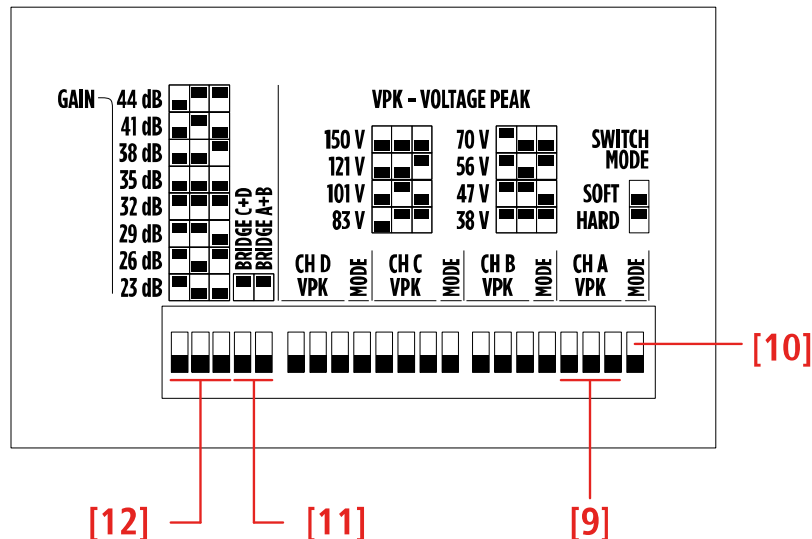 GAIN 44 dB
41 dB
38 dB
35 dB
32 dB
29 dB
26 dB
23 dB
BRIDGE C+D
BRIDGE A+B
VPK – VOLTAGE PEAK
150 V
121 V
101 V
83 V
70 V
56 V
47 V
38 V
SWITCH
MODE
SOFT
HARD
CH D
VPK
MODE
CH C
VPK
MODE
CH B
VPK
MODE
CH A
VPK
MODE
[10]
[12]
[11]
[9]